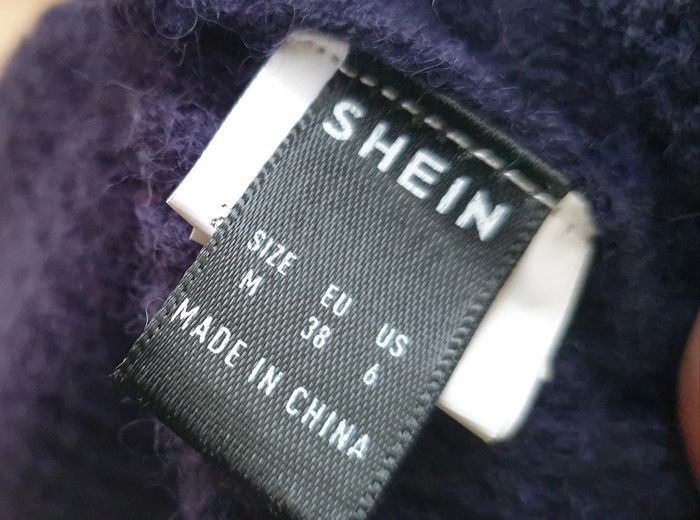 SHEIN
SIZE EU US
M 38 6
MADE IN CHINA